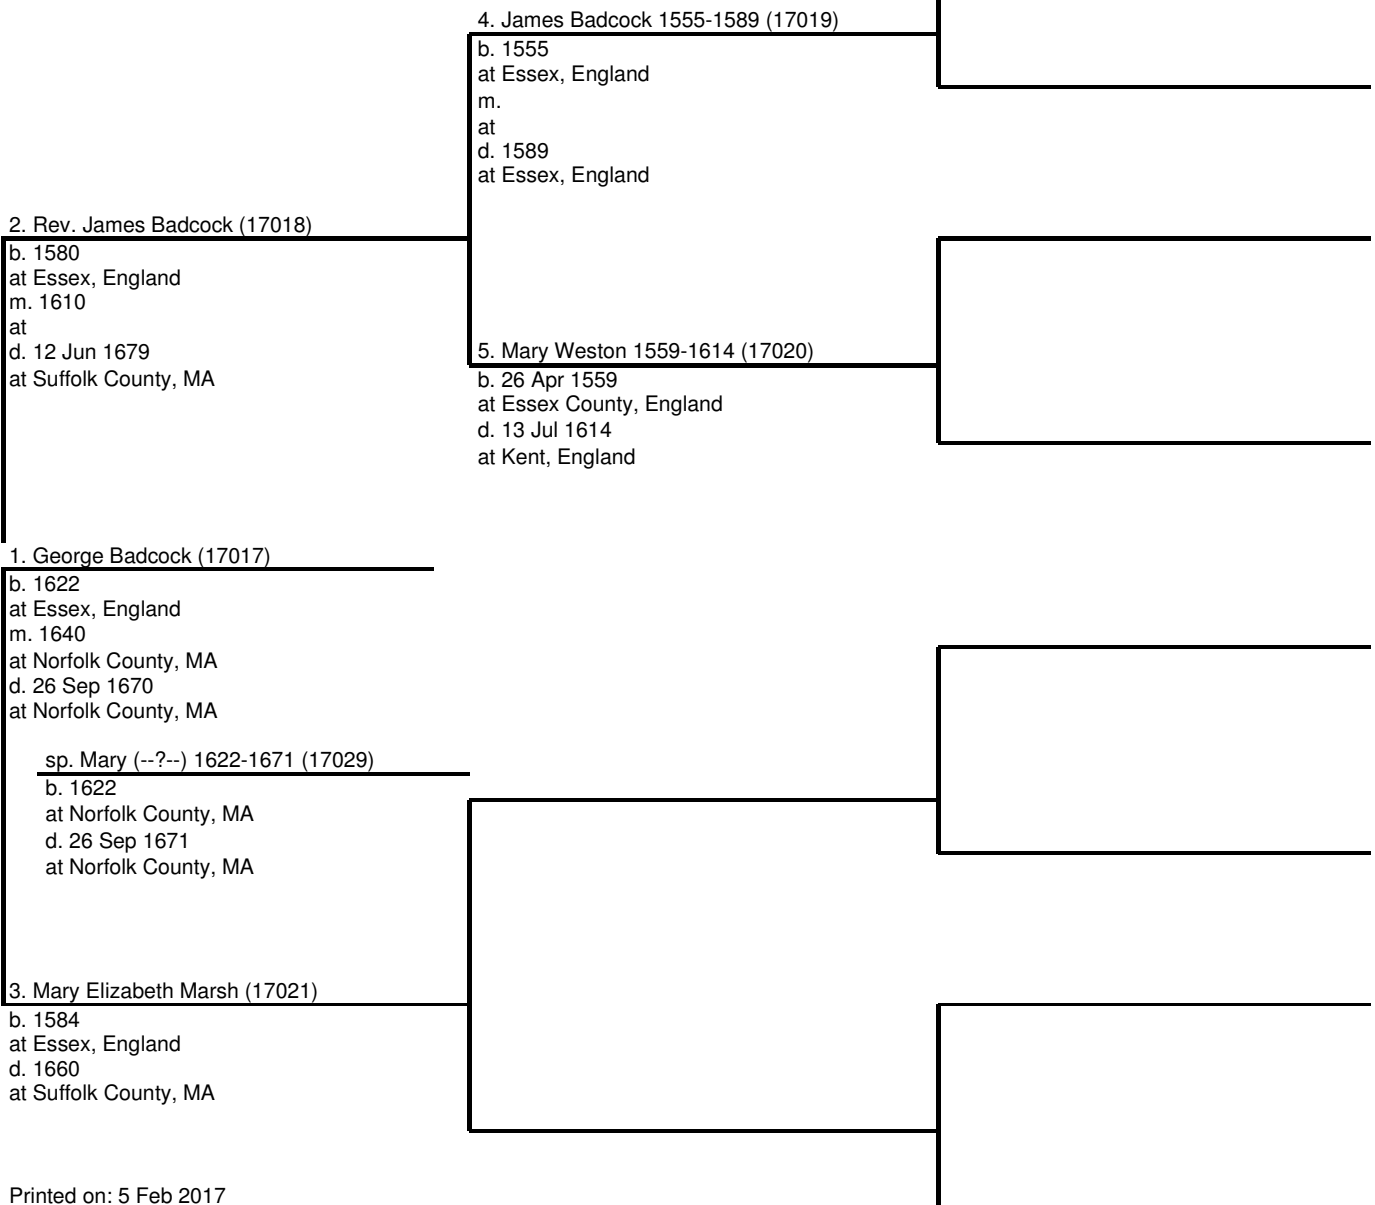 4. James Badcock 1555-1589 (17019)
b. 1555
at Essex, England
m.
at
d. 1589
at Essex, England
2. Rev. James Badcock (17018)
b. 1580
at Essex, England
m. 1610
at
d. 12 Jun 1679
at Suffolk County, MA
5. Mary Weston 1559-1614 (17020)
b. 26 Apr 1559
at Essex County, England
d. 13 Jul 1614
at Kent, England
1. George Badcock (17017)
b. 1622
at Essex, England
m. 1640
at Norfolk County, MA
d. 26 Sep 1670
at Norfolk County, MA
sp. Mary (--?--) 1622-1671 (17029)
b. 1622
at Norfolk County, MA
d. 26 Sep 1671
at Norfolk County, MA
3. Mary Elizabeth Marsh (17021)
b. 1584
at Essex, England
d. 1660
at Suffolk County, MA
Printed on: 5 Feb 2017